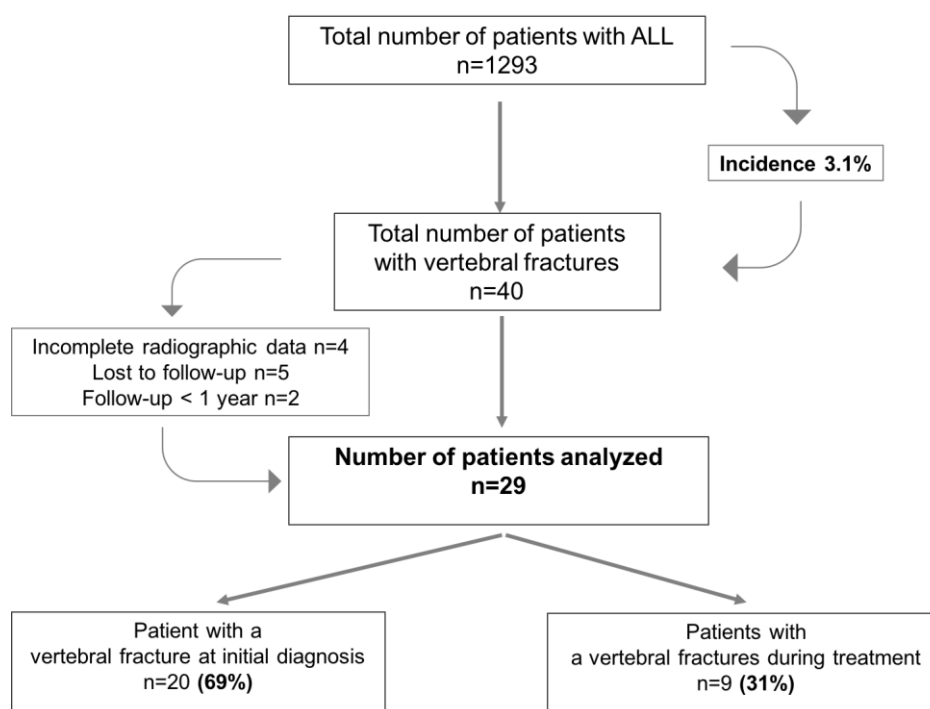 Total number of patients with ALL
n=1293
Incidence 3.1%
Total number of patients
with vertebral fractures
n=40
Incomplete radiographic data n=4
Lost to follow-up n=5
Follow-up < 1 year n=2
Number of patients analyzed
n=29
Patient with a
vertebral fracture at initial diagnosis
n=20 (69%)
Patients with
a vertebral fractures during treatment
n=9 (31%)